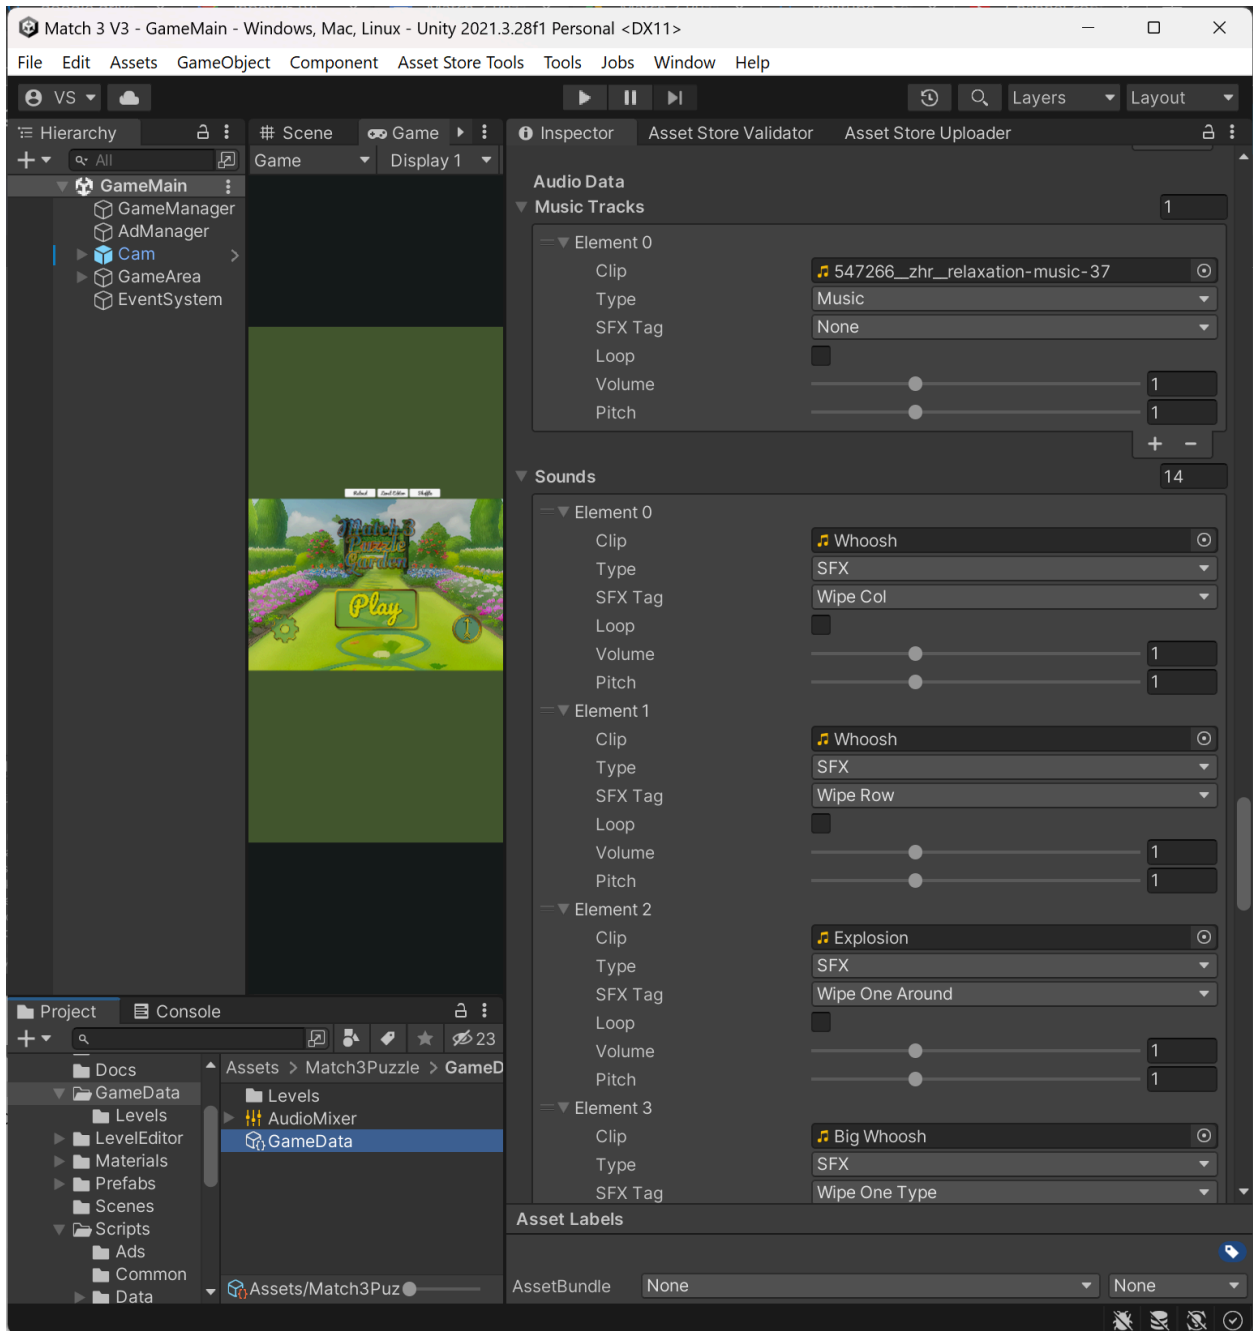 Match 3 V3 - GameMain - Windows, Mac, Linux - Unity 2021.3.28f1 Personal <DX11>
File Edit Assets GameObject Component Asset Store Tools Tools Jobs Window Help
VS Layers Layout
Hierarchy
All
GameMain
GameManager
AdManager
Cam
GameArea
EventSystem
Scene Game
Game Display 1
Match 3
Puzzle
Garden
Play
1
Inspector Asset Store Validator Asset Store Uploader
Audio Data
Music Tracks 1
Element 0
Clip 547266__zhr__relaxation-music-37
Type Music
SFX Tag None
Loop
Volume 1
Pitch 1
+ -
Sounds 14
Element 0
Clip Whoosh
Type SFX
SFX Tag Wipe Col
Loop
Volume 1
Pitch 1
Element 1
Clip Whoosh
Type SFX
SFX Tag Wipe Row
Loop
Volume 1
Pitch 1
Element 2
Clip Explosion
Type SFX
SFX Tag Wipe One Around
Loop
Volume 1
Pitch 1
Element 3
Clip Big Whoosh
Type SFX
SFX Tag Wipe One Type
Project Console
23
Docs
GameData
Levels
LevelEditor
Materials
Prefabs
Scenes
Scripts
Ads
Common
Data
Assets > Match3Puzzle > GameD
Levels
AudioMixer
GameData
Assets/Match3Puz
Asset Labels
AssetBundle None None